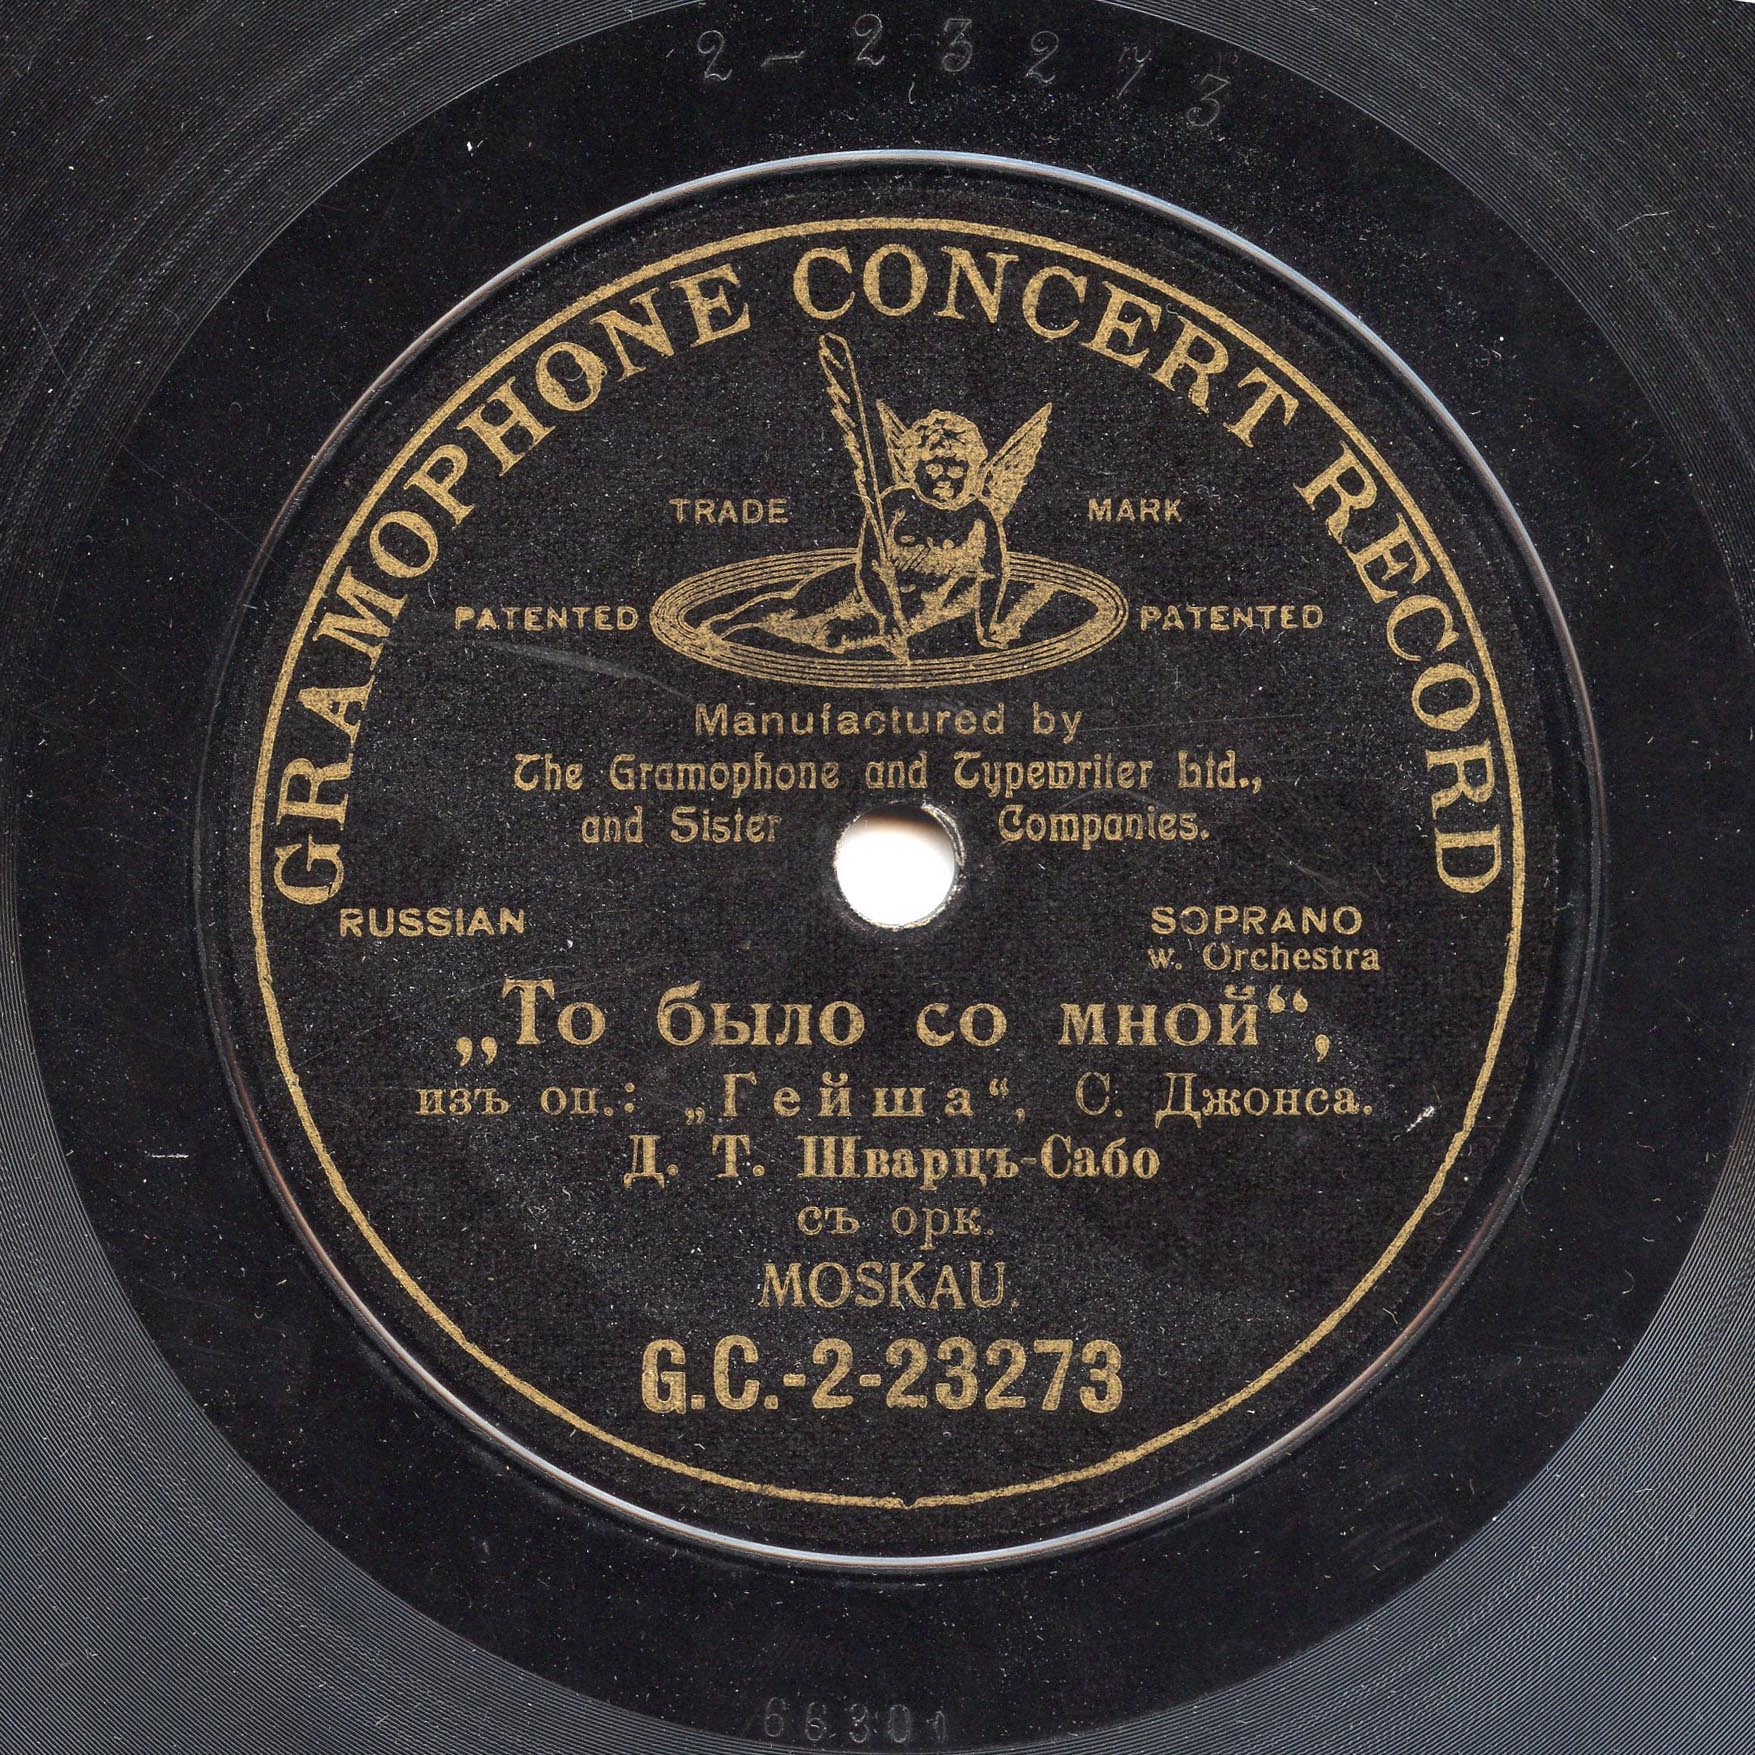 2-23273
GRAMOPHONE CONCERT RECORD
TRADE MARK
PATENTED PATENTED
Manufactured by
The Gramophone and Typewriter Ltd.,
and Sister Companies.
RUSSIAN SOPRANO
w. Orchestra
„То было со мной“,
изъ оп.: „Гейша“, С. Джонса.
Д. Т. Шварцъ-Сабо
съ орк.
MOSKAU.
G.C.-2-23273